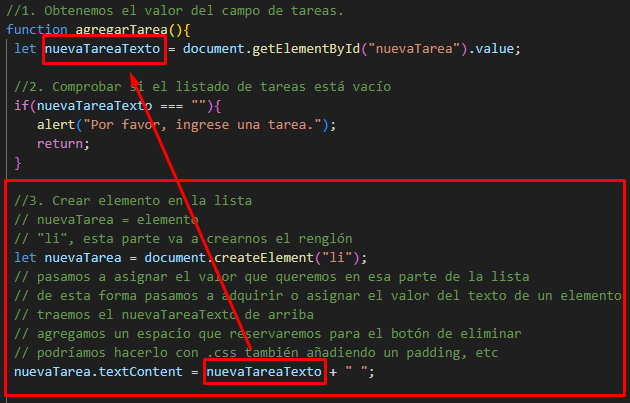 //1. Obtenemos el valor del campo de tareas.
function agregarTarea(){
let nuevaTareaTexto = document.getElementById("nuevaTarea").value;
//2. Comprobar si el listado de tareas está vacío
if(nuevaTareaTexto === ""){
alert("Por favor, ingrese una tarea.");
return;
}
//3. Crear elemento en la lista
// nuevaTarea = elemento
// "li", esta parte va a crearnos el renglón
let nuevaTarea = document.createElement("li");
// pasamos a asignar el valor que queremos en esa parte de la lista
// de esta forma pasamos a adquirir o asignar el valor del texto de un elemento
// traemos el nuevaTareaTexto de arriba
// agregamos un espacio que reservaremos para el botón de eliminar
// podríamos hacerlo con .css también añadiendo un padding, etc
nuevaTarea.textContent = nuevaTareaTexto + " ";